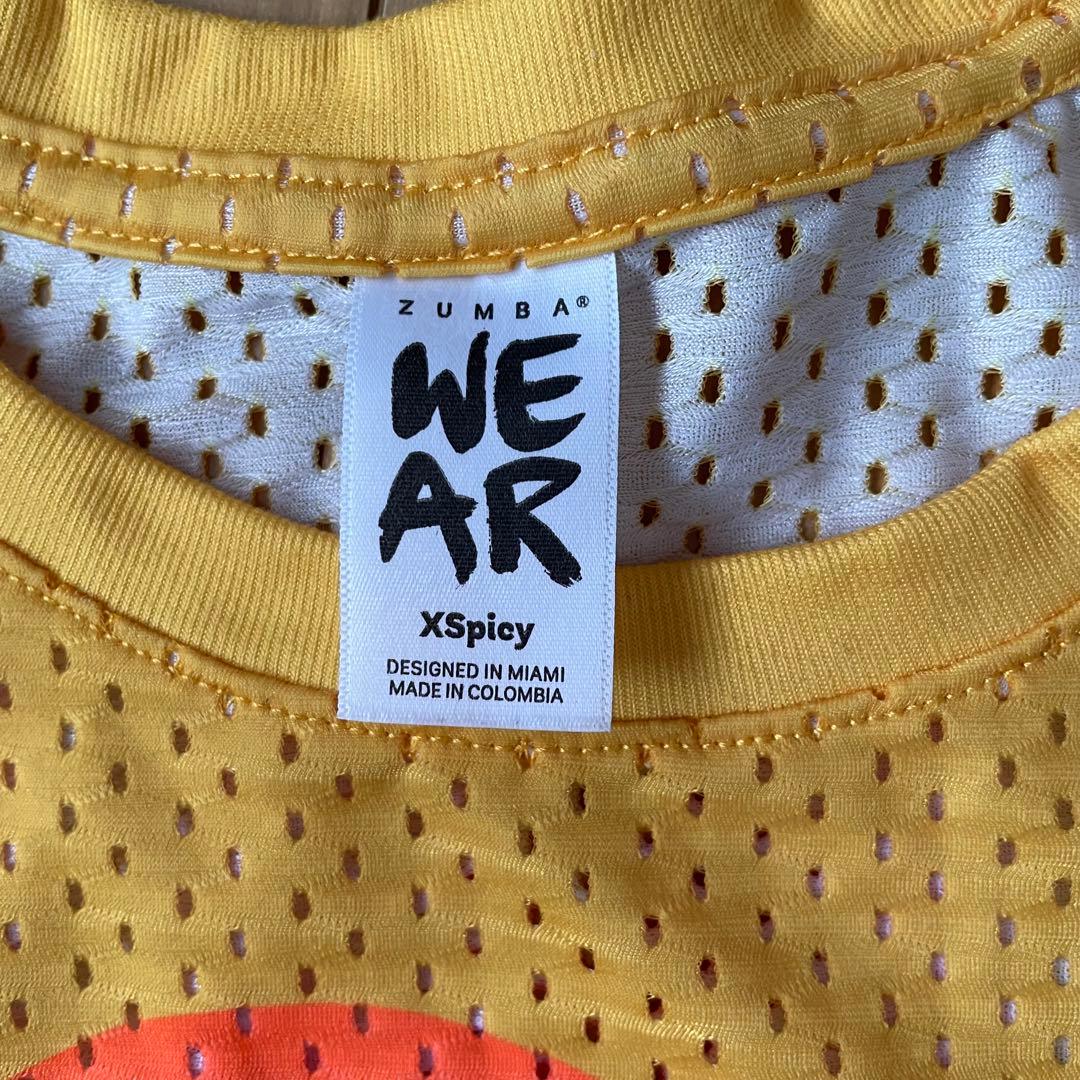 ZUMBA®
WE
AR
XSpicy
DESIGNED IN MIAMI
MADE IN COLOMBIA